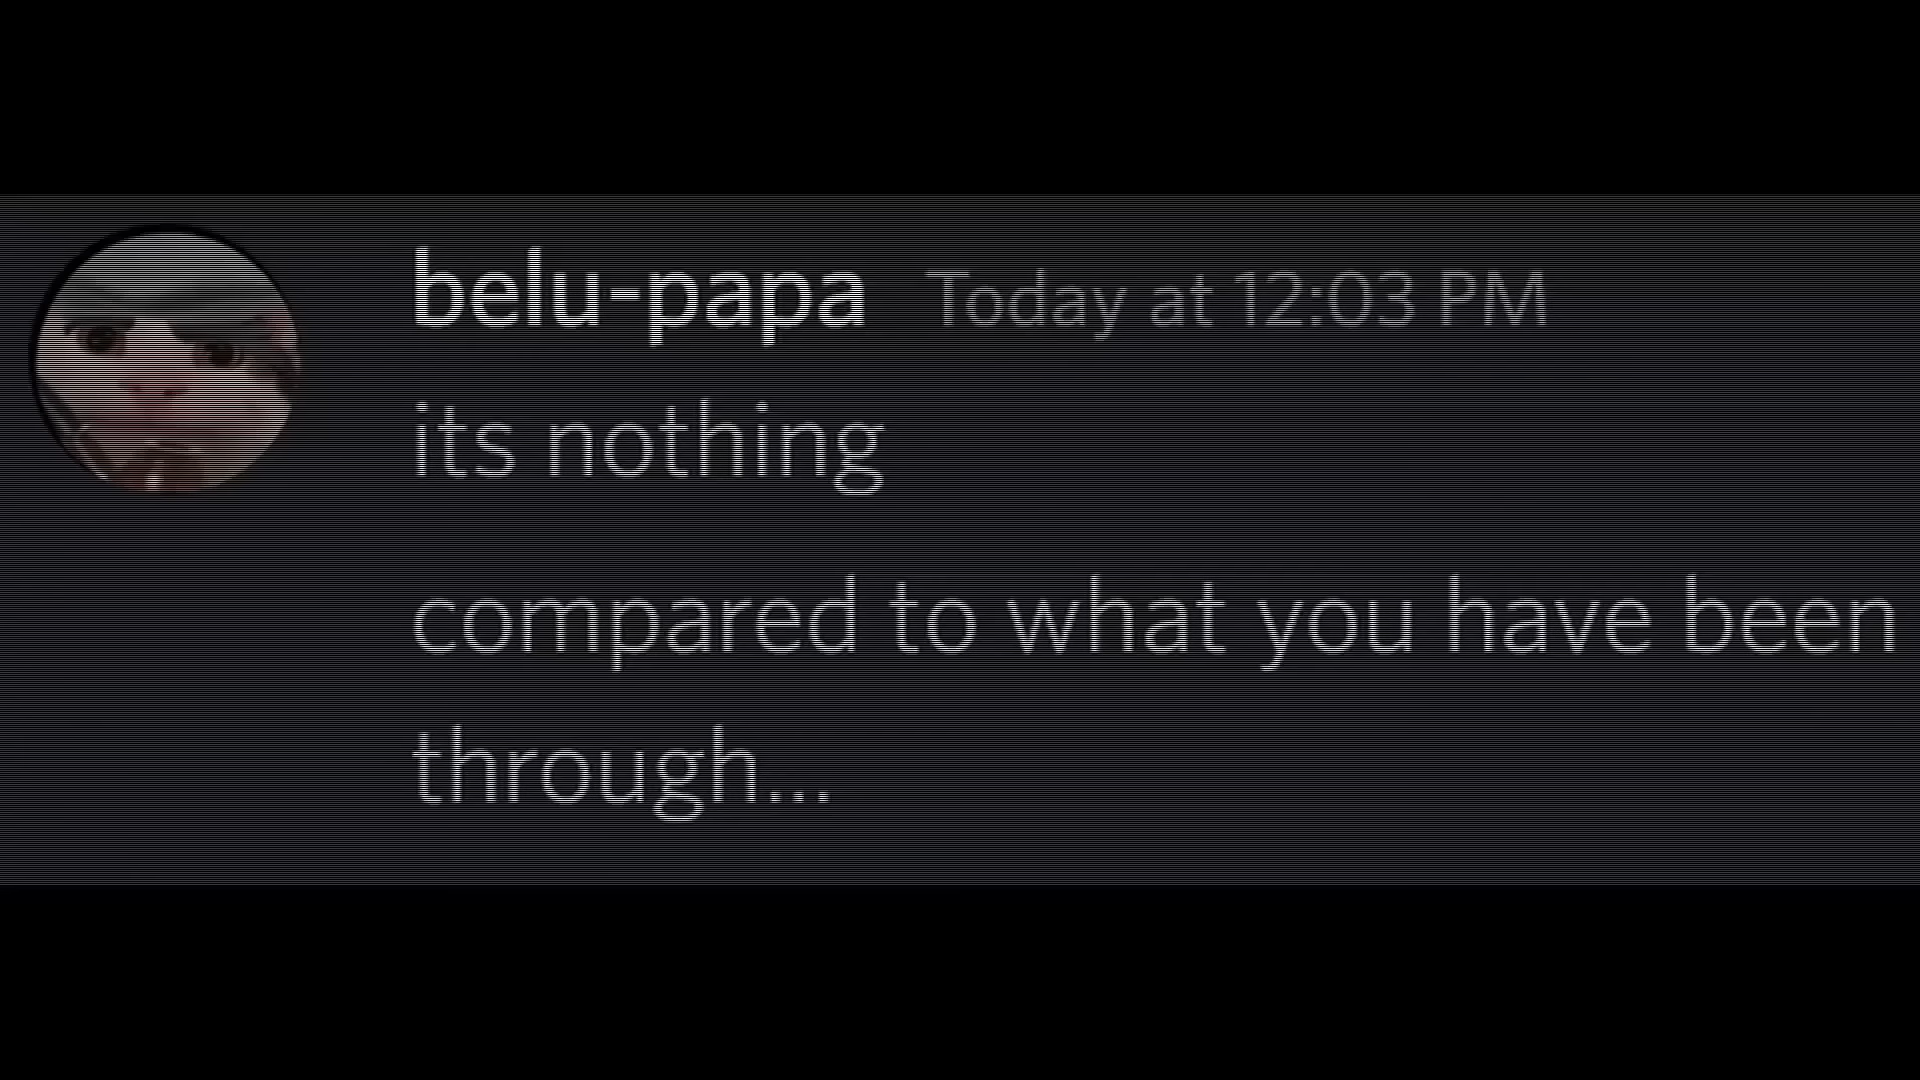 belu-papa Today at 12:03 PM
its nothing
compared to what you have been
through...